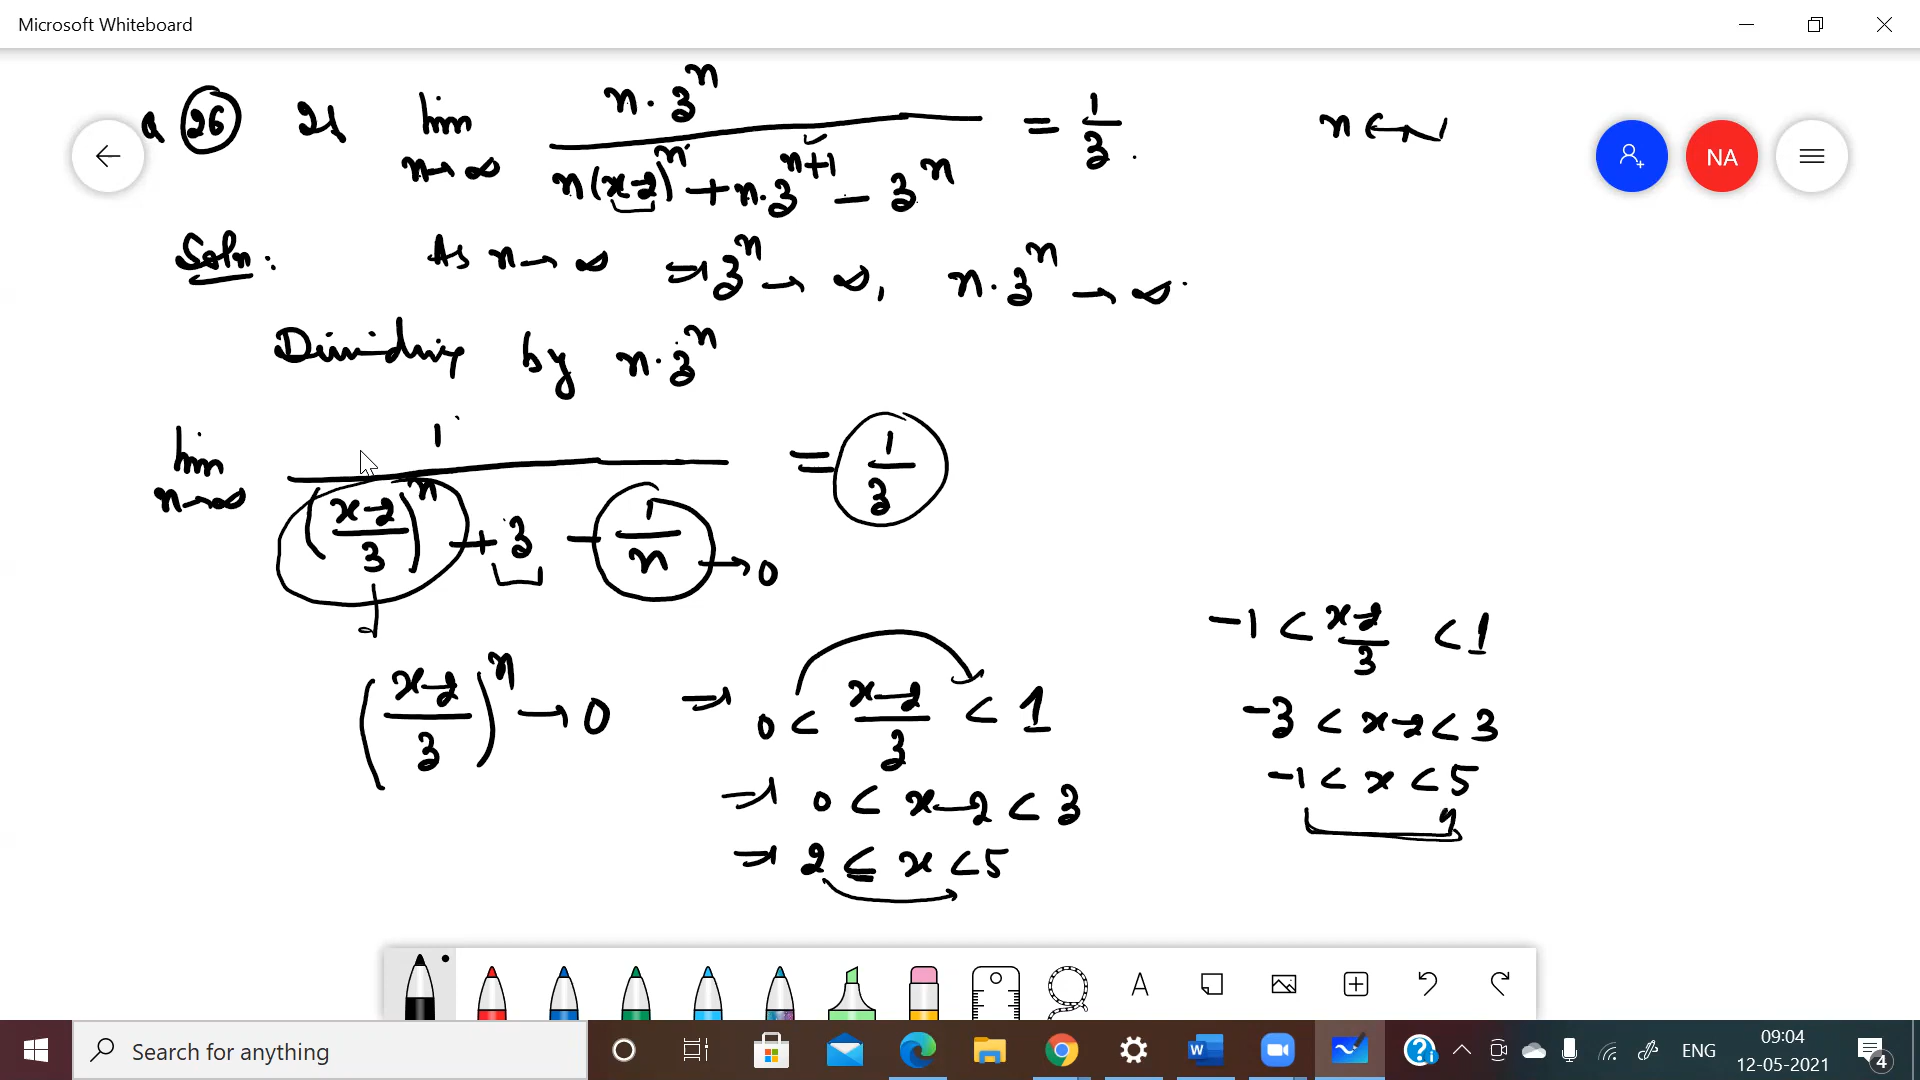 Microsoft Whiteboard
Q 26 If lim n→∞ n·3^n / (n(x-2)^n + n·3^(n+1) - 3^n) = 1/3. n ∈ N
NA
Soln: As n→∞ ⇒ 3^n → ∞, n·3^n → ∞.
Dividing by n·3^n
lim n→∞ 1 / (((x-2)/3)^n + 3 - 1/n) = 1/3
→ 0
((x-2)/3)^n → 0 ⇒ 0 < (x-2)/3 < 1
⇒ 0 < x-2 < 3
⇒ 2 ≤ x < 5
-1 < (x-2)/3 < 1
-3 < x-2 < 3
-1 < x < 5
A
Search for anything
W
ENG
09:04
12-05-2021
4